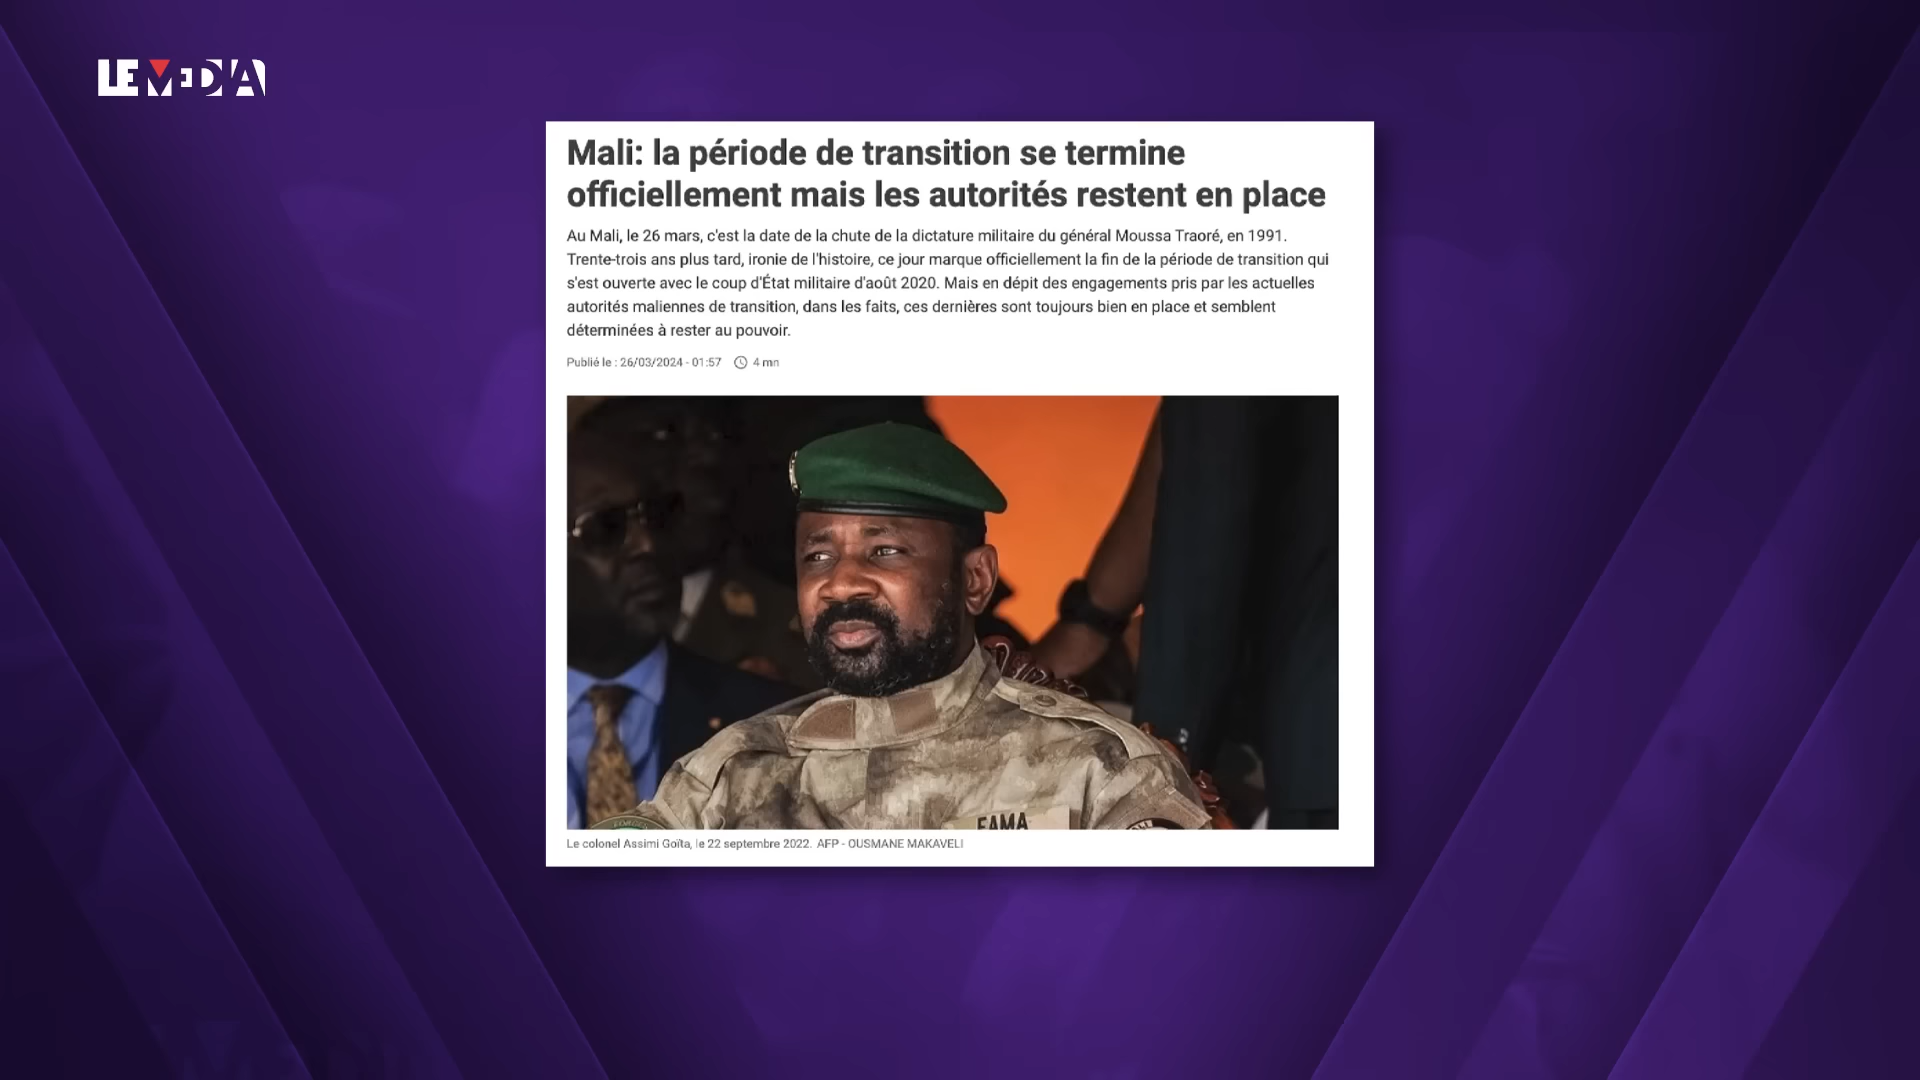 LE MEDIA
Mali: la période de transition se termine
officiellement mais les autorités restent en place
Au Mali, le 26 mars, c'est la date de la chute de la dictature militaire du général Moussa Traoré, en 1991.
Trente-trois ans plus tard, ironie de l'histoire, ce jour marque officiellement la fin de la période de transition qui
s'est ouverte avec le coup d'État militaire d'août 2020. Mais en dépit des engagements pris par les actuelles
autorités maliennes de transition, dans les faits, ces dernières sont toujours bien en place et semblent
déterminées à rester au pouvoir.
Publié le : 26/03/2024 - 01:57 4 mn
FAMA
Le colonel Assimi Goïta, le 22 septembre 2022. AFP - OUSMANE MAKAVELI